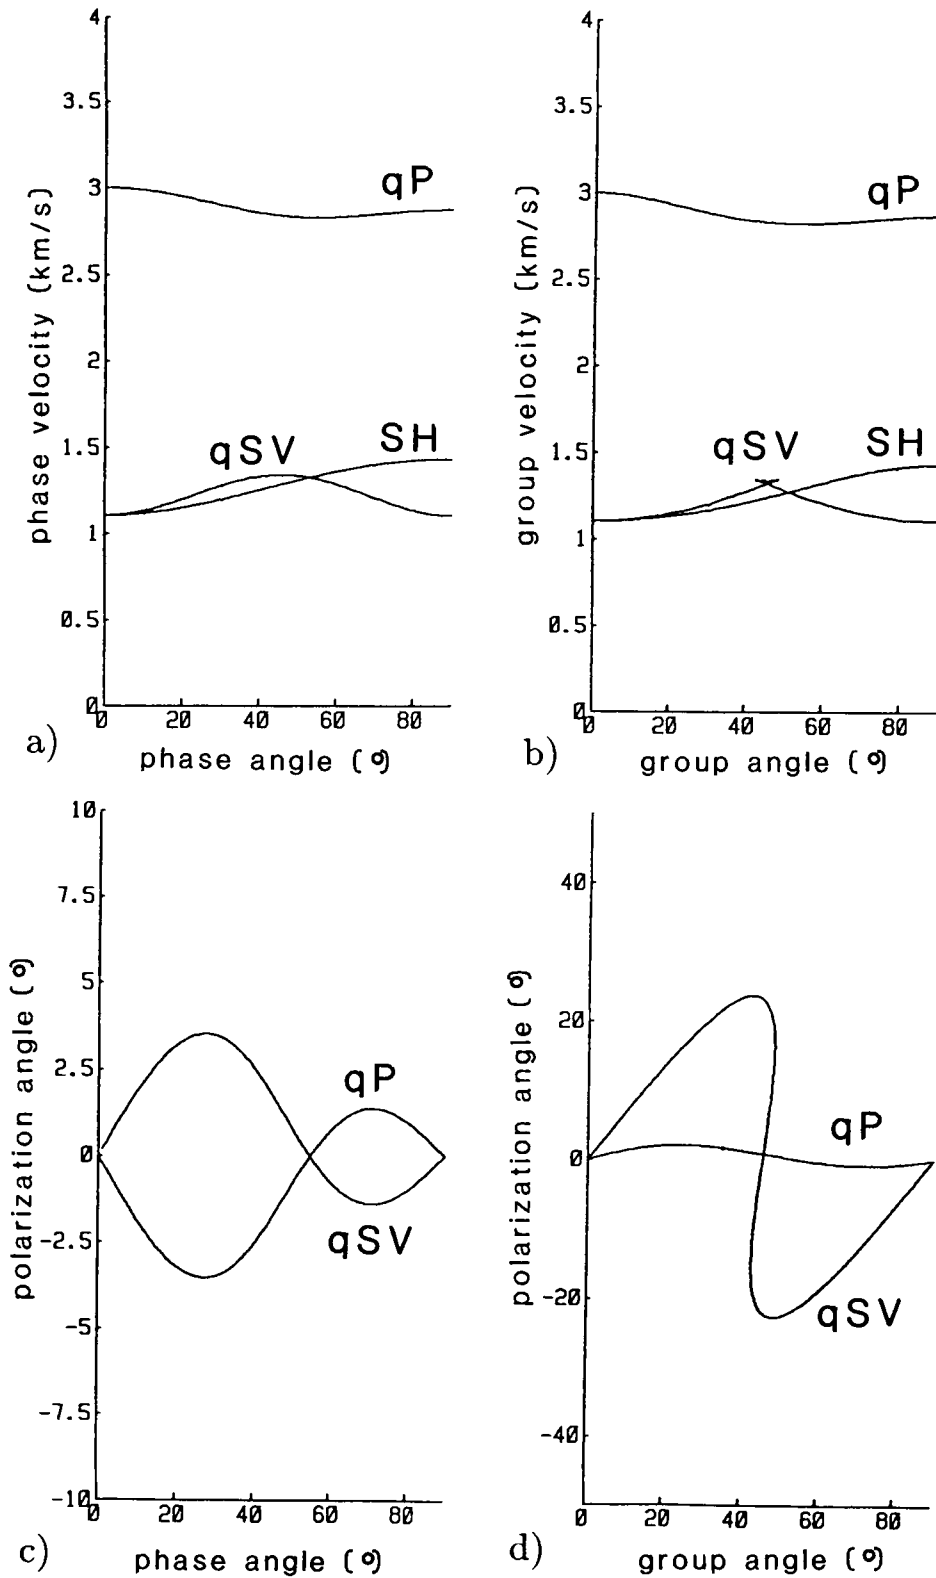 4
3.5
3
2.5
2
1.5
1
0.5
0
0 20 40 60 80
phase velocity (km/s)
qP
qSV
SH
a)
phase angle (°)
4
3.5
3
2.5
2
1.5
1
0.5
0
0 20 40 60 80
group velocity (km/s)
qP
qSV
SH
b)
group angle (°)
10
7.5
5
2.5
0
-2.5
-5
-7.5
-10
0 20 40 60 80
polarization angle (°)
qP
qSV
c)
phase angle (°)
40
20
0
-20
-40
0 20 40 60 80
polarization angle (°)
qP
qSV
d)
group angle (°)